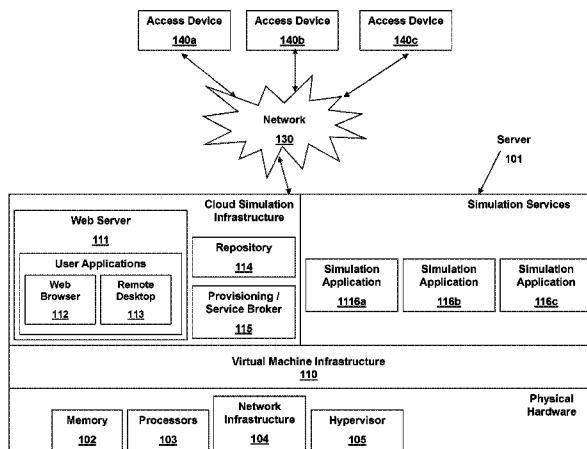 Access Device
140a
Access Device
140b
Access Device
140c
Network
130
Server
101
Cloud Simulation
Infrastructure
Simulation Services
Web Server
111
User Applications
Web
Browser
112
Remote
Desktop
113
Repository
114
Provisioning /
Service Broker
115
Simulation
Application
1116a
Simulation
Application
116b
Simulation
Application
116c
Virtual Machine Infrastructure
110
Physical
Hardware
Memory
102
Processors
103
Network
Infrastructure
104
Hypervisor
105